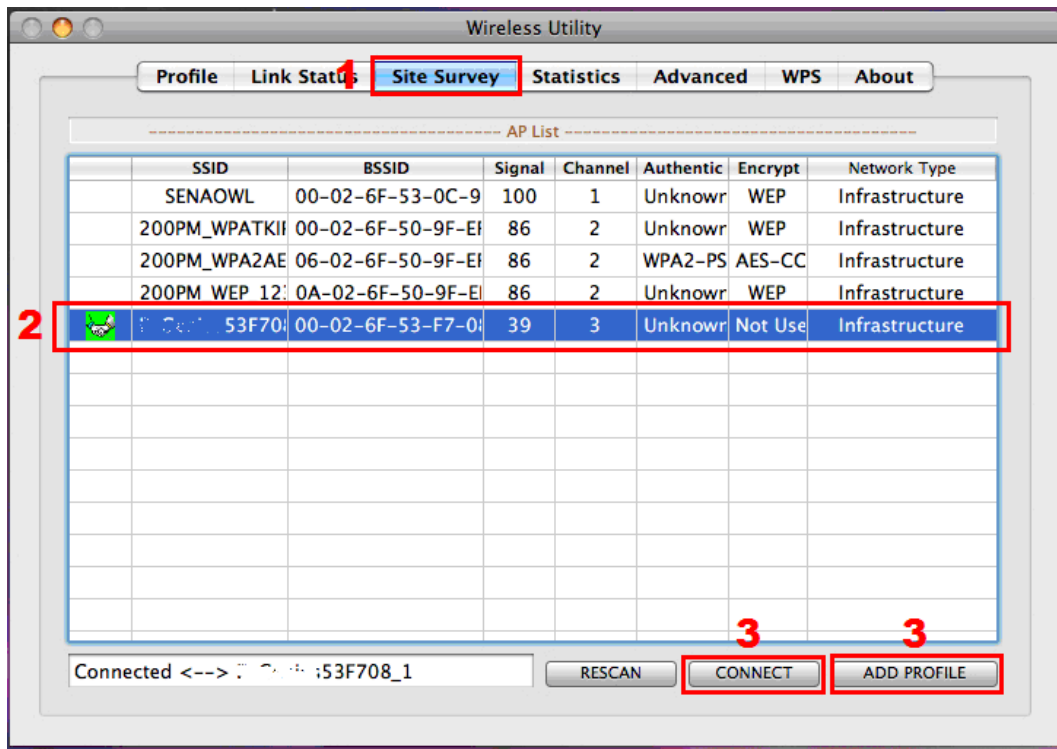 Wireless Utility
1
Profile Link Status Site Survey Statistics Advanced WPS About
AP List
SSID BSSID Signal Channel Authentic Encrypt Network Type
SENAOWL 00-02-6F-53-0C-9 100 1 Unknowr WEP Infrastructure
200PM_WPATKI 00-02-6F-50-9F-E 86 2 Unknowr WEP Infrastructure
200PM_WPA2AE 06-02-6F-50-9F-E 86 2 WPA2-PS AES-CC Infrastructure
200PM_WEP_12 0A-02-6F-50-9F-E 86 2 Unknowr WEP Infrastructure
2 53F70 00-02-6F-53-F7-0 39 3 Unknowr Not Use Infrastructure
3 3
Connected <--> 53F708_1 RESCAN CONNECT ADD PROFILE